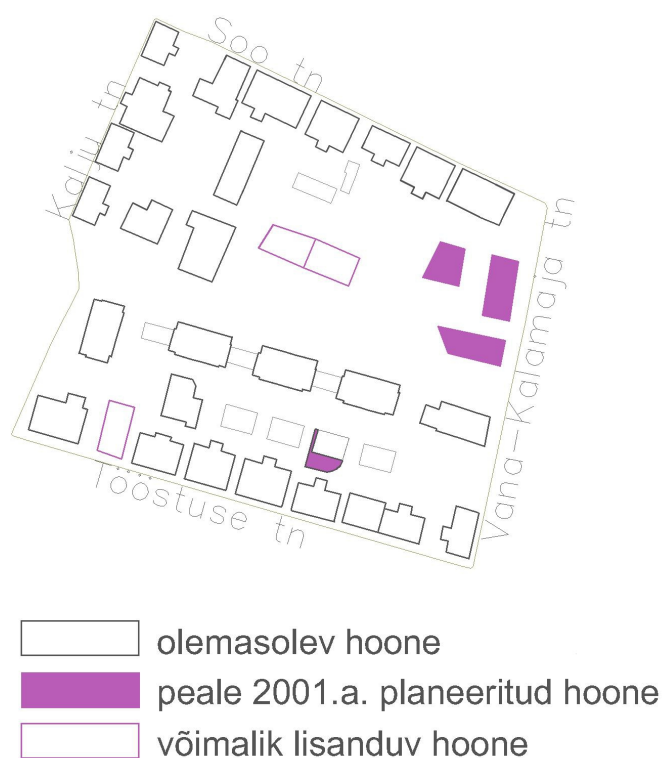 Soo tn
Kalju tn
Vana-Kalamaja tn
Tööstuse tn
olemasolev hoone
peale 2001.a. planeeritud hoone
võimalik lisanduv hoone